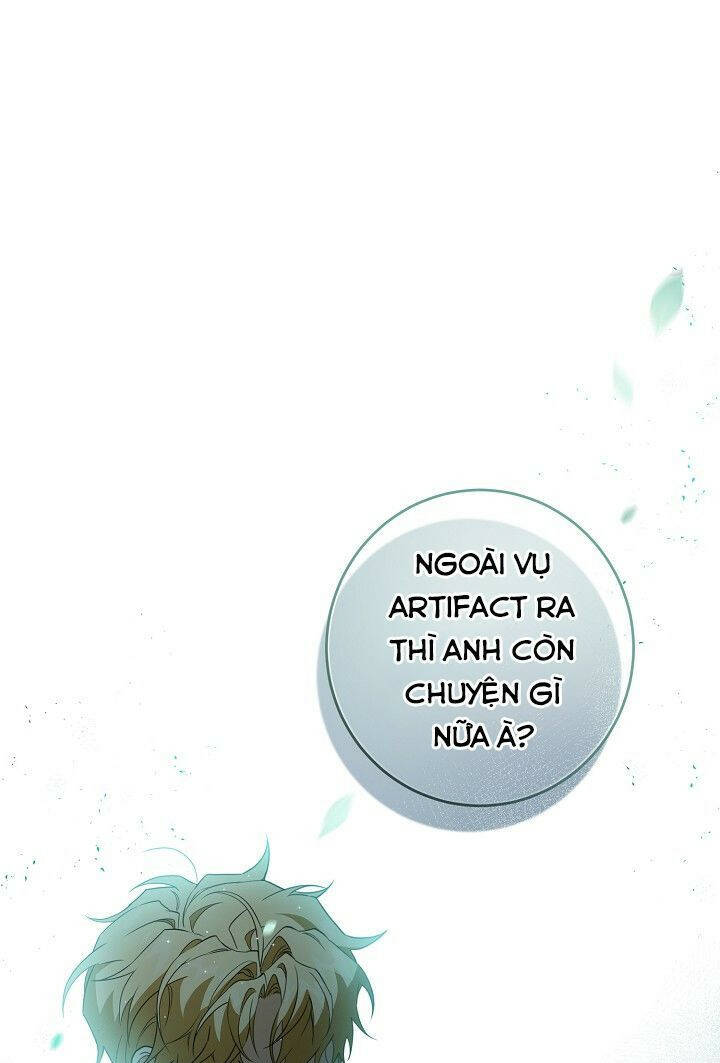 NGOÀI VỤ
ARTIFACT RA
THÌ ANH CÒN
CHUYỆN GÌ
NỮA À?